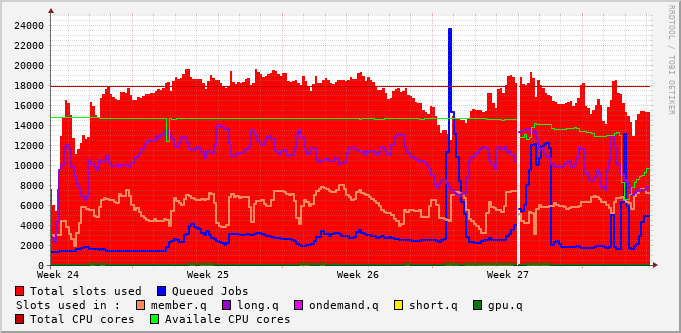 24000
22000
20000
18000
16000
14000
12000
10000
8000
6000
4000
2000
0
Week 24 Week 25 Week 26 Week 27
Total slots used Queued Jobs
Slots used in : member.q long.q ondemand.q short.q gpu.q
Total CPU cores Availale CPU cores
RRDTOOL / TOBI OETIKER